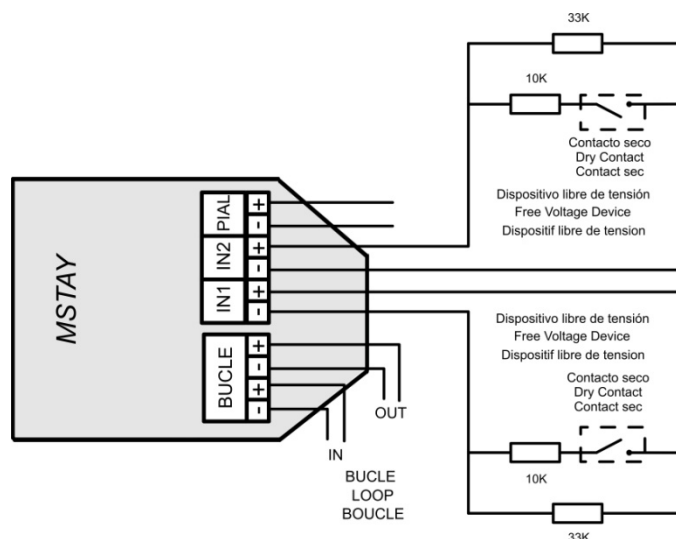 33K
10K
Contacto seco
Dry Contact
Contact sec
Dispositivo libre de tensión
Free Voltage Device
Dispositif libre de tension
MSTAY
PIAL
+
-
IN2
+
-
IN1
+
-
BUCLE
+
-
+
-
OUT
IN
BUCLE
LOOP
BOUCLE
Dispositivo libre de tensión
Free Voltage Device
Dispositif libre de tension
Contacto seco
Dry Contact
Contact sec
10K
33K